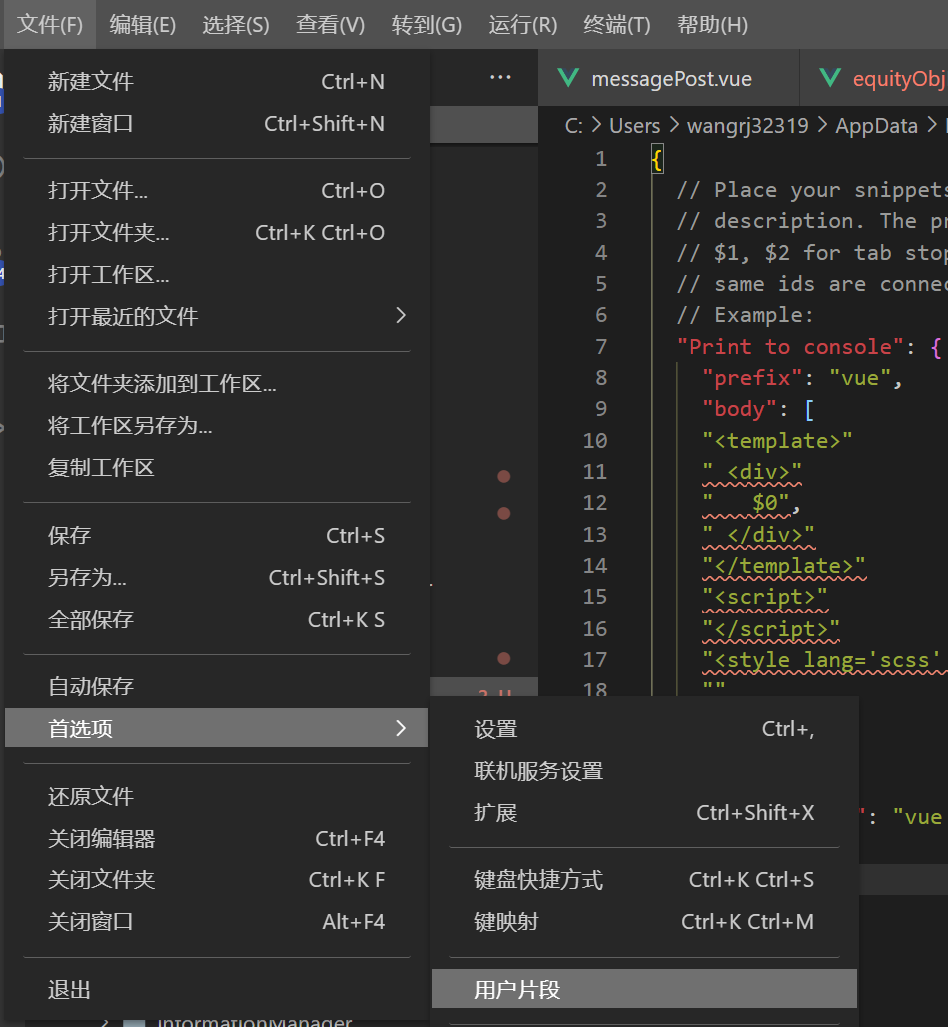 文件(F) 编辑(E) 选择(S) 查看(V) 转到(G) 运行(R) 终端(T) 帮助(H)
新建文件 Ctrl+N
新建窗口 Ctrl+Shift+N
打开文件... Ctrl+O
打开文件夹... Ctrl+K Ctrl+O
打开工作区...
打开最近的文件
将文件夹添加到工作区...
将工作区另存为...
复制工作区
保存 Ctrl+S
另存为... Ctrl+Shift+S
全部保存 Ctrl+K S
自动保存
首选项
还原文件
关闭编辑器 Ctrl+F4
关闭文件夹 Ctrl+K F
关闭窗口 Alt+F4
退出
设置 Ctrl+,
联机服务设置
扩展 Ctrl+Shift+X
键盘快捷方式 Ctrl+K Ctrl+S
键映射 Ctrl+K Ctrl+M
用户片段
···
messagePost.vue equityObj
C: > Users > wangrj32319 > AppData >
1 {
2 // Place your snippets
3 // description. The pr
4 // $1, $2 for tab stop
5 // same ids are connec
6 // Example:
7 "Print to console": {
8 "prefix": "vue",
9 "body": [
10 "<template>"
11 " <div>"
12 "   $0",
13 " </div>"
14 "</template>"
15 "<script>"
16 "</script>"
17 "<style lang='scss'
18 ""
": "vue
informationManager